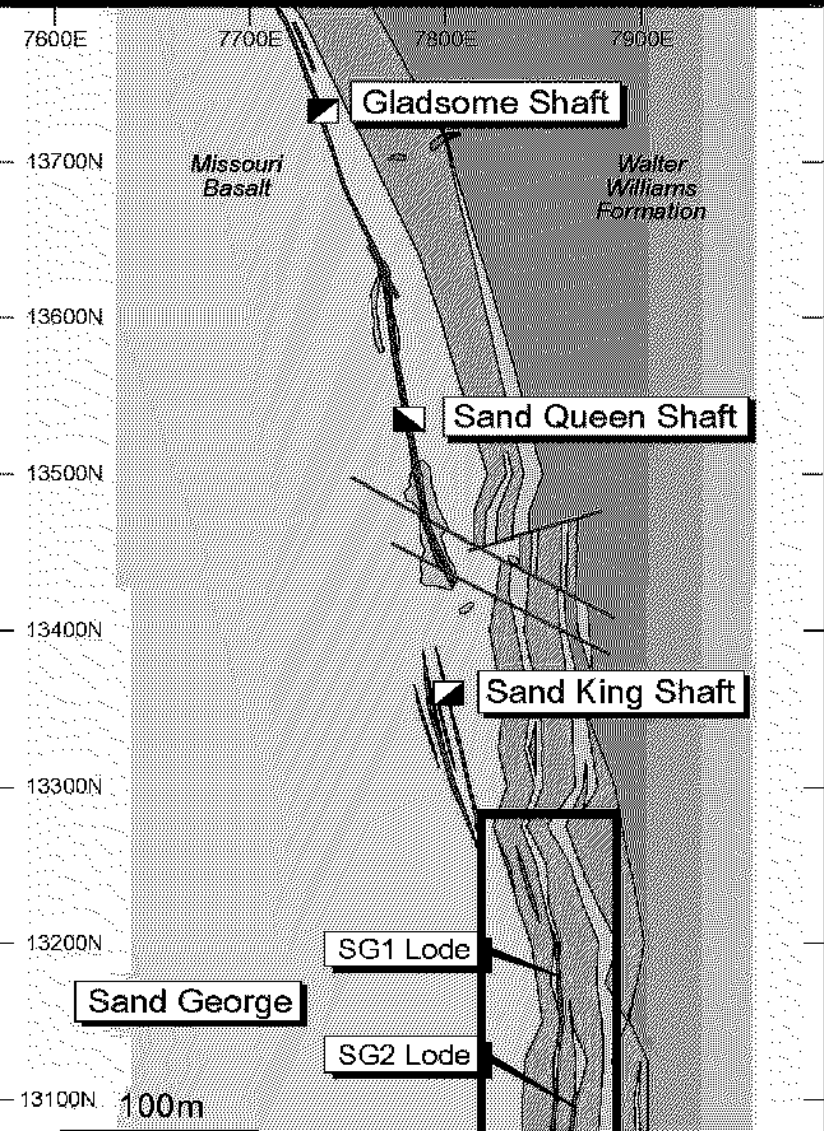 7600E 7700E 7800E 7900E
Gladsome Shaft
13700N
Missouri
Basalt
Walter
Williams
Formation
13600N
Sand Queen Shaft
13500N
13400N
Sand King Shaft
13300N
13200N
SG1 Lode
Sand George
SG2 Lode
13100N
100m